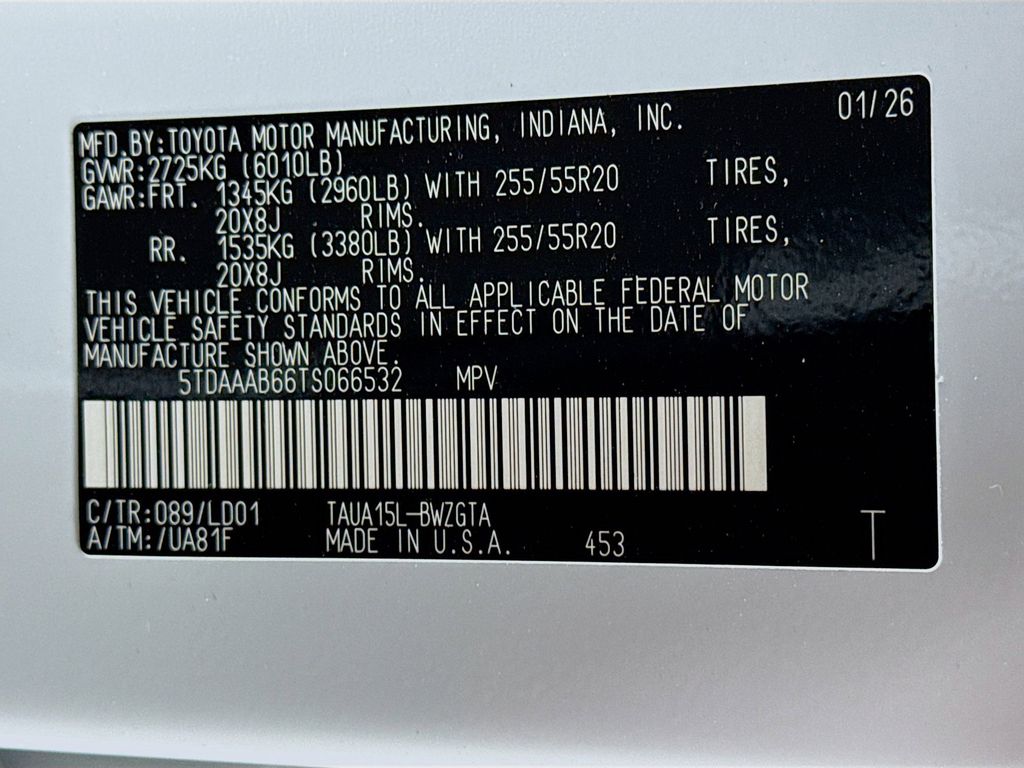 MFD.BY:TOYOTA MOTOR MANUFACTURING, INDIANA, INC. 01/26
GVWR:2725KG (6010LB)
GAWR:FRT. 1345KG (2960LB) WITH 255/55R20 TIRES,
20X8J RIMS.
RR. 1535KG (3380LB) WITH 255/55R20 TIRES,
20X8J RIMS.
THIS VEHICLE CONFORMS TO ALL APPLICABLE FEDERAL MOTOR
VEHICLE SAFETY STANDARDS IN EFFECT ON THE DATE OF
MANUFACTURE SHOWN ABOVE.
5TDAAAB66TS066532 MPV
C/TR:089/LD01 TAUA15L-BWZGTA
A/TM:/UA81F MADE IN U.S.A. 453 T